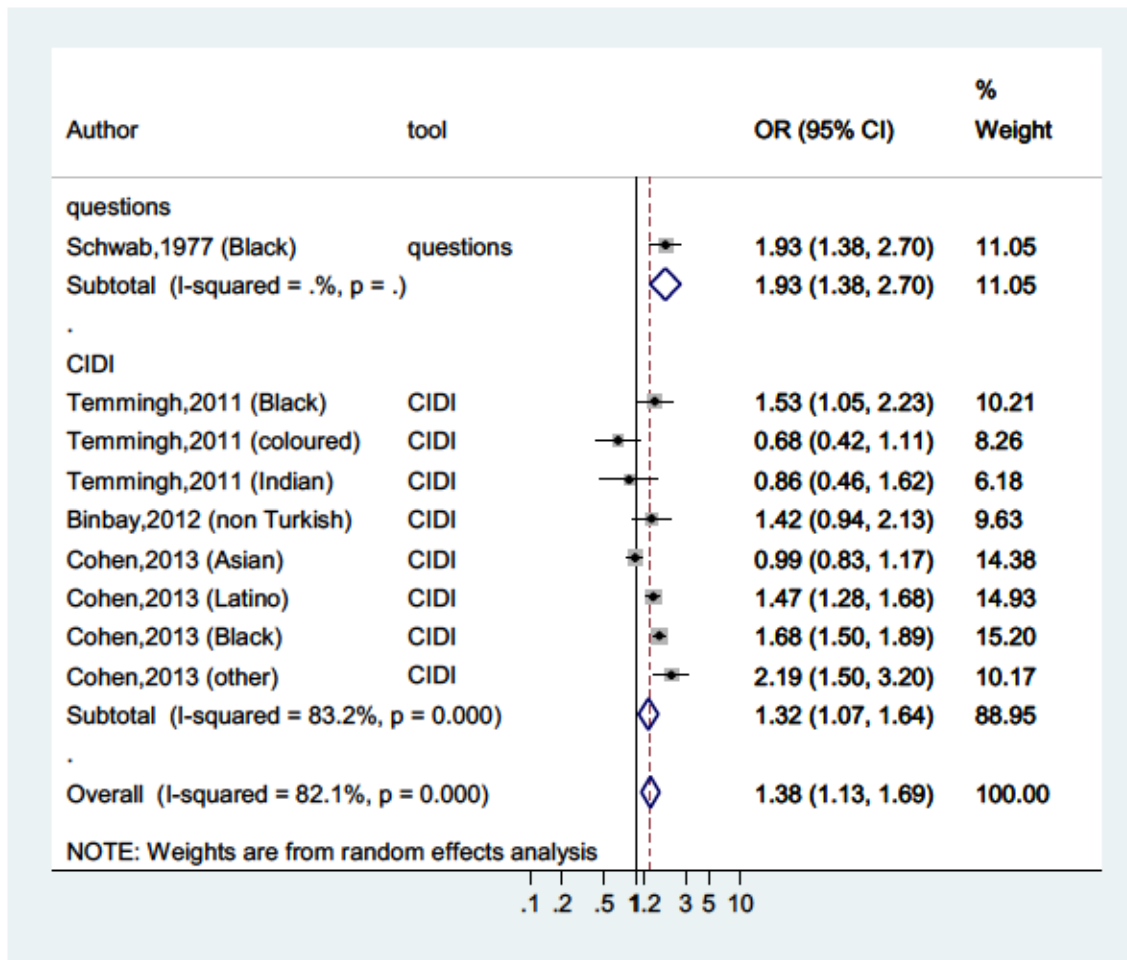 %
Author tool OR (95% CI) Weight
questions
Schwab,1977 (Black) questions 1.93 (1.38, 2.70) 11.05
Subtotal (I-squared = .%, p = .) 1.93 (1.38, 2.70) 11.05
.
CIDI
Temmingh,2011 (Black) CIDI 1.53 (1.05, 2.23) 10.21
Temmingh,2011 (coloured) CIDI 0.68 (0.42, 1.11) 8.26
Temmingh,2011 (Indian) CIDI 0.86 (0.46, 1.62) 6.18
Binbay,2012 (non Turkish) CIDI 1.42 (0.94, 2.13) 9.63
Cohen,2013 (Asian) CIDI 0.99 (0.83, 1.17) 14.38
Cohen,2013 (Latino) CIDI 1.47 (1.28, 1.68) 14.93
Cohen,2013 (Black) CIDI 1.68 (1.50, 1.89) 15.20
Cohen,2013 (other) CIDI 2.19 (1.50, 3.20) 10.17
Subtotal (I-squared = 83.2%, p = 0.000) 1.32 (1.07, 1.64) 88.95
.
Overall (I-squared = 82.1%, p = 0.000) 1.38 (1.13, 1.69) 100.00
NOTE: Weights are from random effects analysis
.1 .2 .5 1 1.2 3 5 10